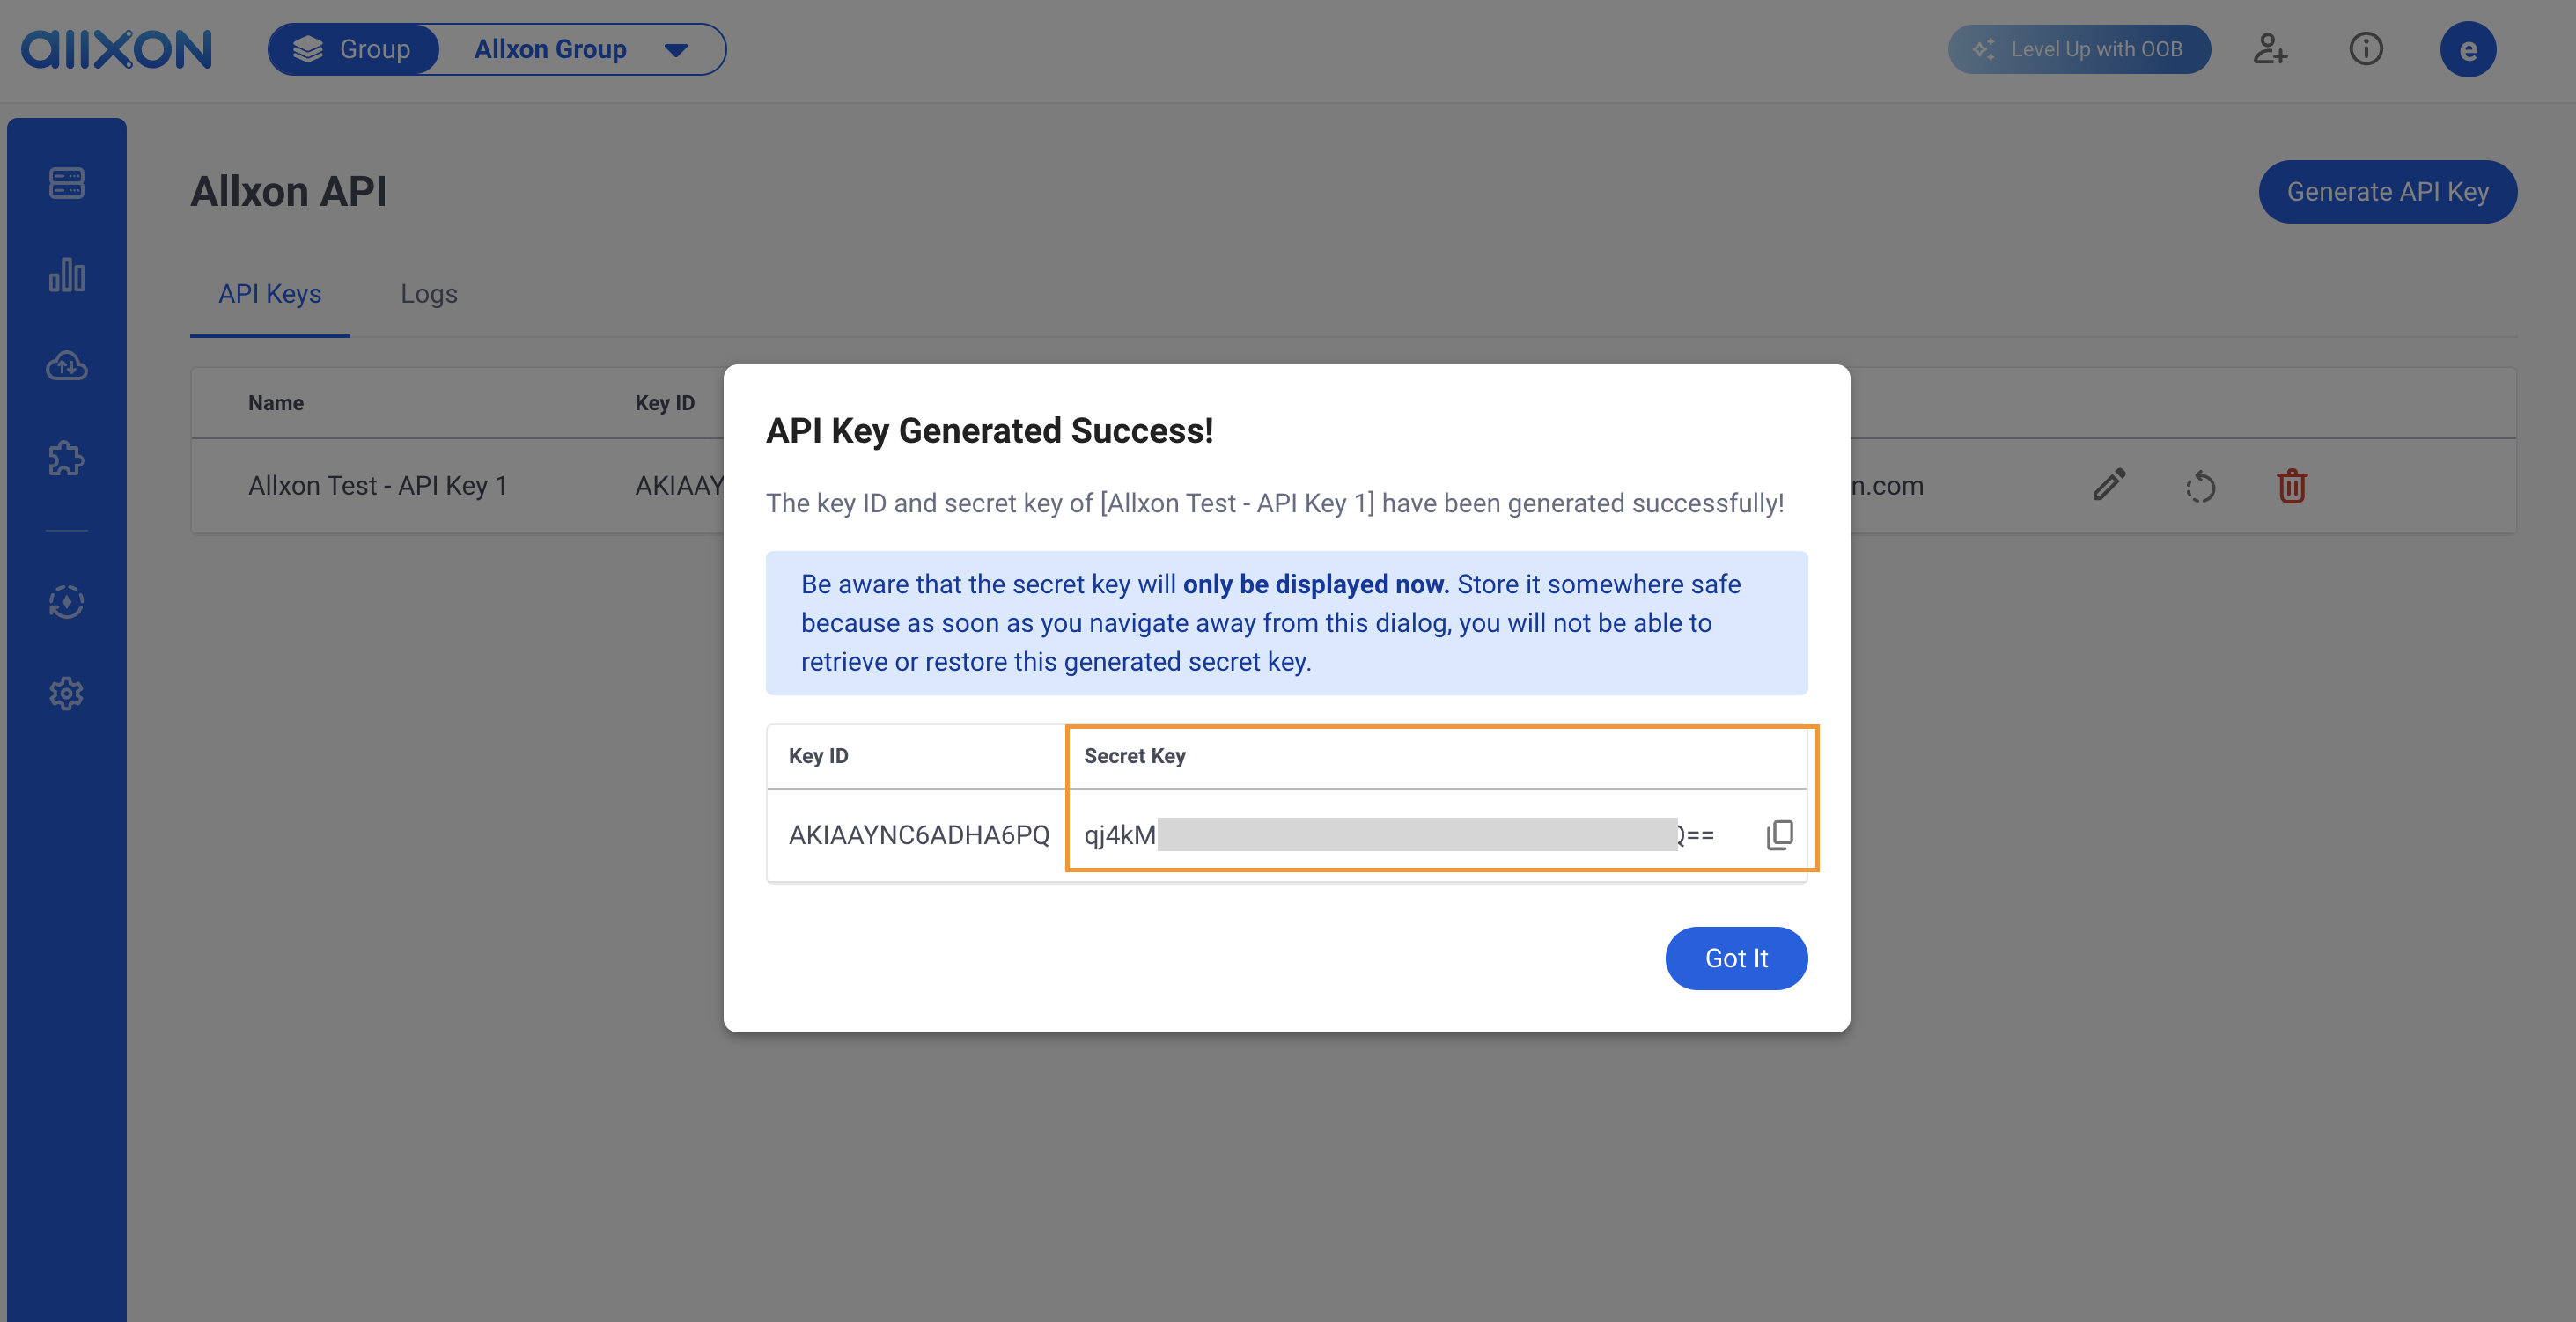 allxon
Group
Allxon Group
Level Up with OOB
e
Allxon API
Generate API Key
API Keys
Logs
Name
Key ID
Allxon Test - API Key 1
AKIAAY
n.com
API Key Generated Success!
The key ID and secret key of [Allxon Test - API Key 1] have been generated successfully!
Be aware that the secret key will only be displayed now. Store it somewhere safe
because as soon as you navigate away from this dialog, you will not be able to
retrieve or restore this generated secret key.
Key ID
Secret Key
AKIAAYNC6ADHA6PQ
qj4kM
Q==
Got It